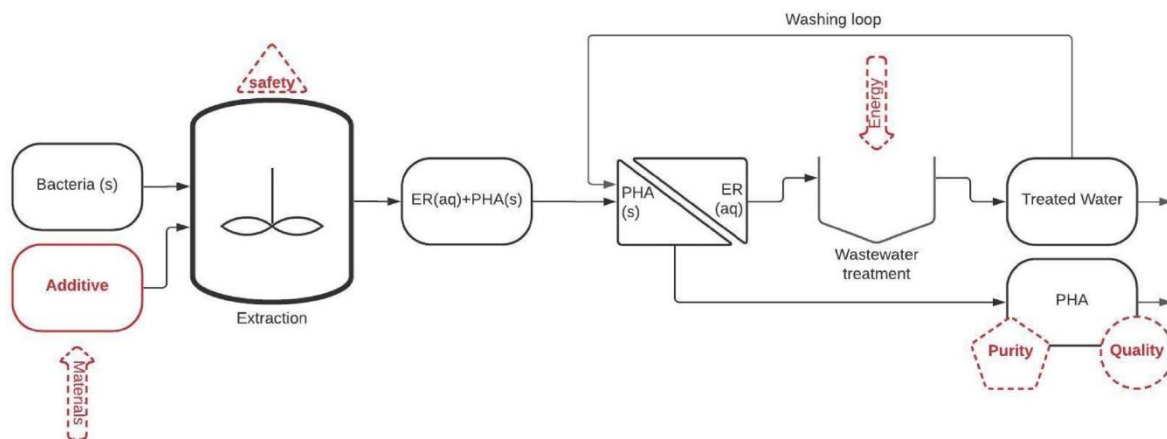 Washing loop
safety
Energy
Bacteria (s)
ER(aq)+PHA(s)
PHA
(s)
ER
(aq)
Treated Water
Additive
Wastewater
treatment
Extraction
PHA
Purity
Quality
Materials